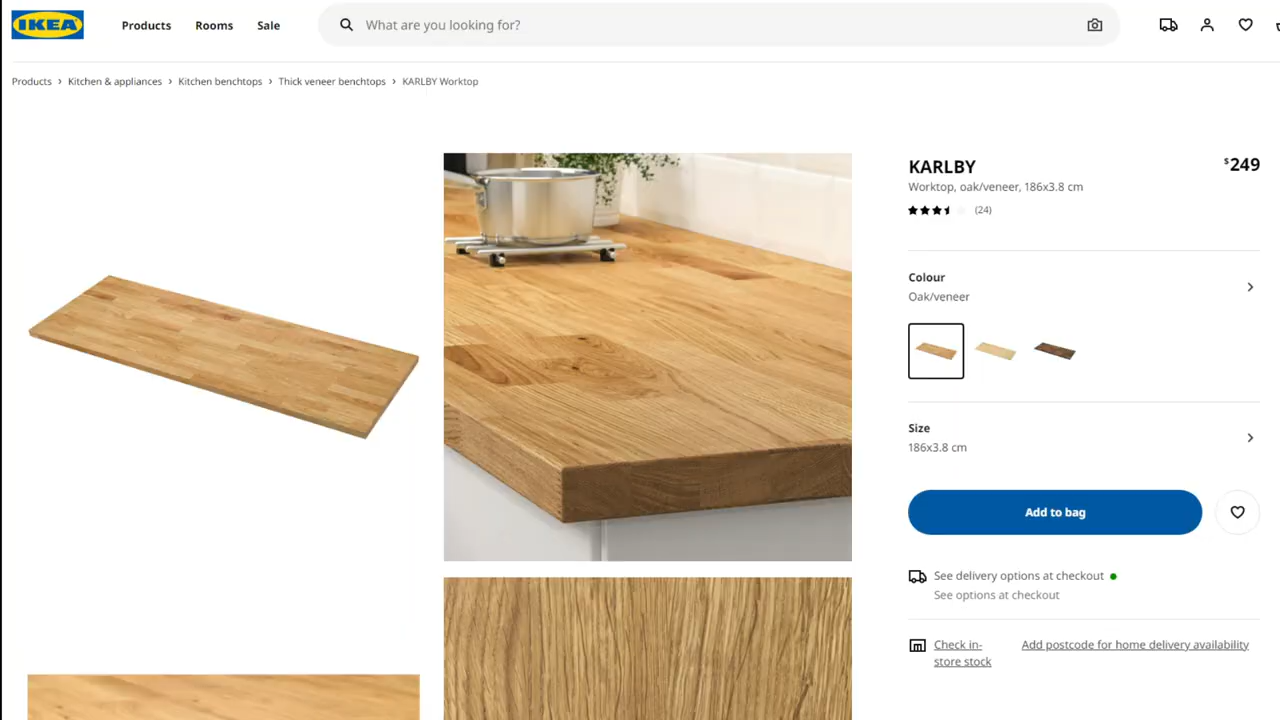 IKEA
Products Rooms Sale
What are you looking for?
Products › Kitchen & appliances › Kitchen benchtops › Thick veneer benchtops › KARLBY Worktop
KARLBY
$249
Worktop, oak/veneer, 186x3.8 cm
(24)
Colour
Oak/veneer
Size
186x3.8 cm
Add to bag
See delivery options at checkout
See options at checkout
Check in-
store stock
Add postcode for home delivery availability